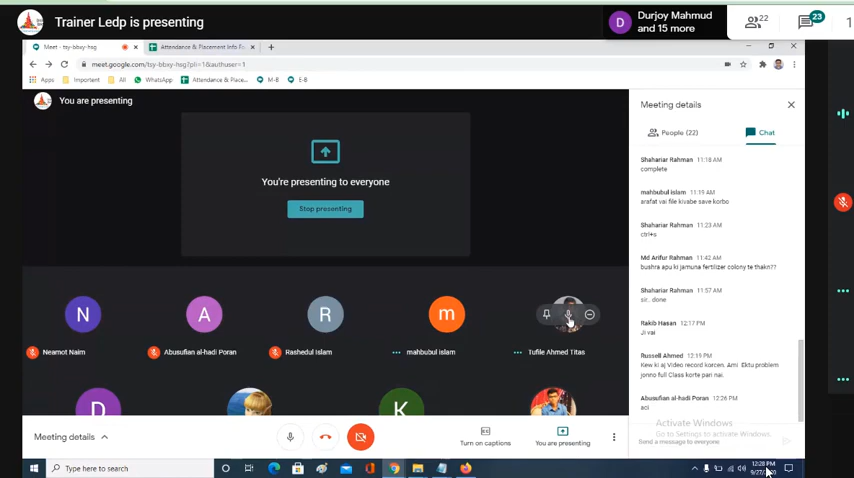 Trainer Ledp is presenting
D
Durjoy Mahmud
and 15 more
22
23
1
Meet - tsy-bbxy-hsg
Attendance & Placement Info Fo
meet.google.com/tsy-bbxy-hsg?pli=1&authuser=1
Apps
Importent
All
WhatsApp
Attendance & Place...
M-B
E-B
You are presenting
You're presenting to everyone
Stop presenting
N
A
R
m
Neamot Naim
Abusufian al-hadi Poran
Rashedul Islam
mahbubul islam
Tufile Ahmed Titas
D
K
Meeting details
Turn on captions
You are presenting
Meeting details
People (22)
Chat
Shahariar Rahman 11:18 AM
complete
mahbubul islam 11:19 AM
arafat vai file kivabe save korbo
Shahariar Rahman 11:23 AM
ctrl+s
Md Arifur Rahman 11:42 AM
bushra apu ki jamuna fertilizer colony te thakn??
Shahariar Rahman 11:57 AM
sir.. done
Rakib Hasan 12:17 PM
Ji vai
Russell Ahmed 12:19 PM
Kew ki aj Video record korcen. Ami Ektu problem
jonno full Class korte pari nai.
Abusufian al-hadi Poran 12:26 PM
aci
Activate Windows
Go to Settings to activate Windows.
Send a message to everyone
Type here to search
12:28 PM